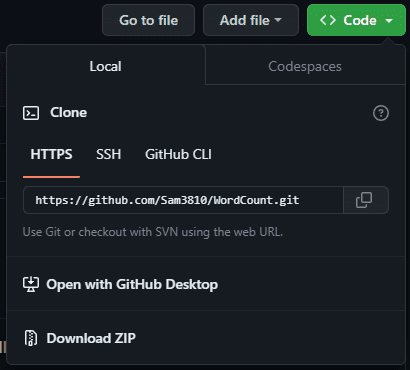 Go to file Add file Code
Local Codespaces
Clone
HTTPS SSH GitHub CLI
https://github.com/Sam3810/WordCount.git
Use Git or checkout with SVN using the web URL.
Open with GitHub Desktop
Download ZIP